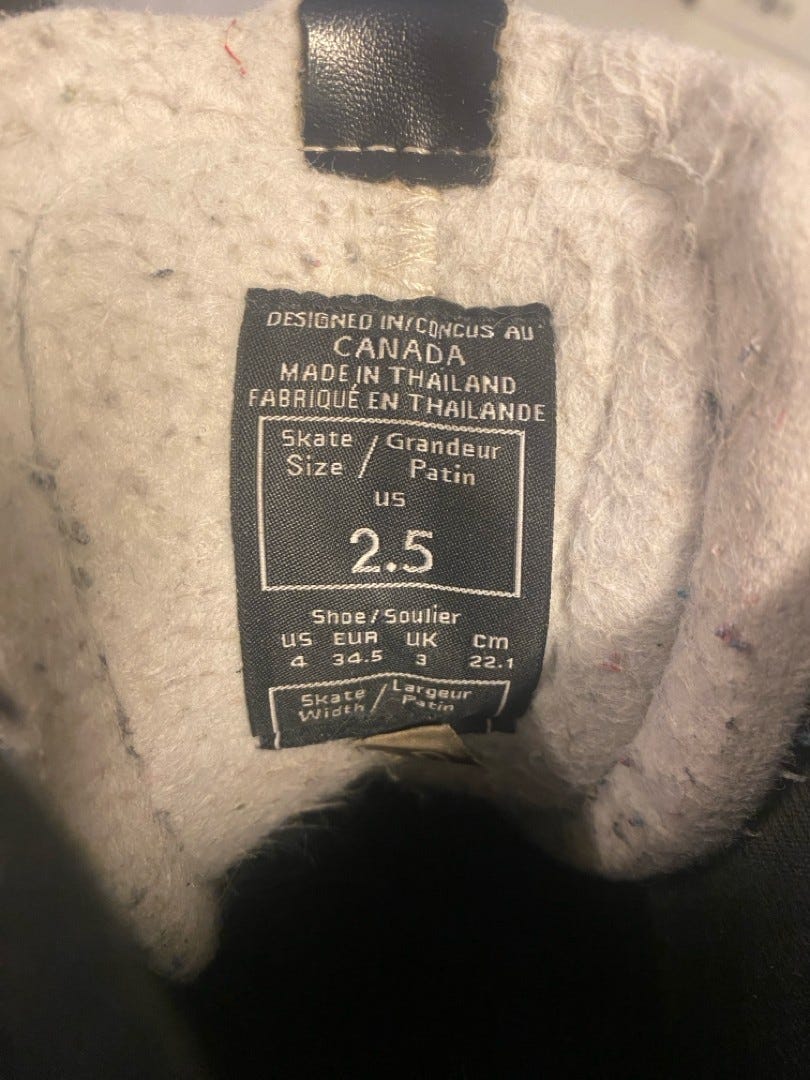 DESIGNED IN/CONCUS AU
CANADA
MADE IN THAILAND
FABRIQUÉ EN THAILANDE
Skate / Grandeur
Size / Patin
US
2.5
Shoe/Soulier
US EUR UK cm
4 34.5 3 22.1
Skate / Largeur
Width / Patin